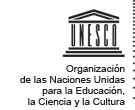 UNESCO
Organización
de las Naciones Unidas
para la Educación,
la Ciencia y la Cultura